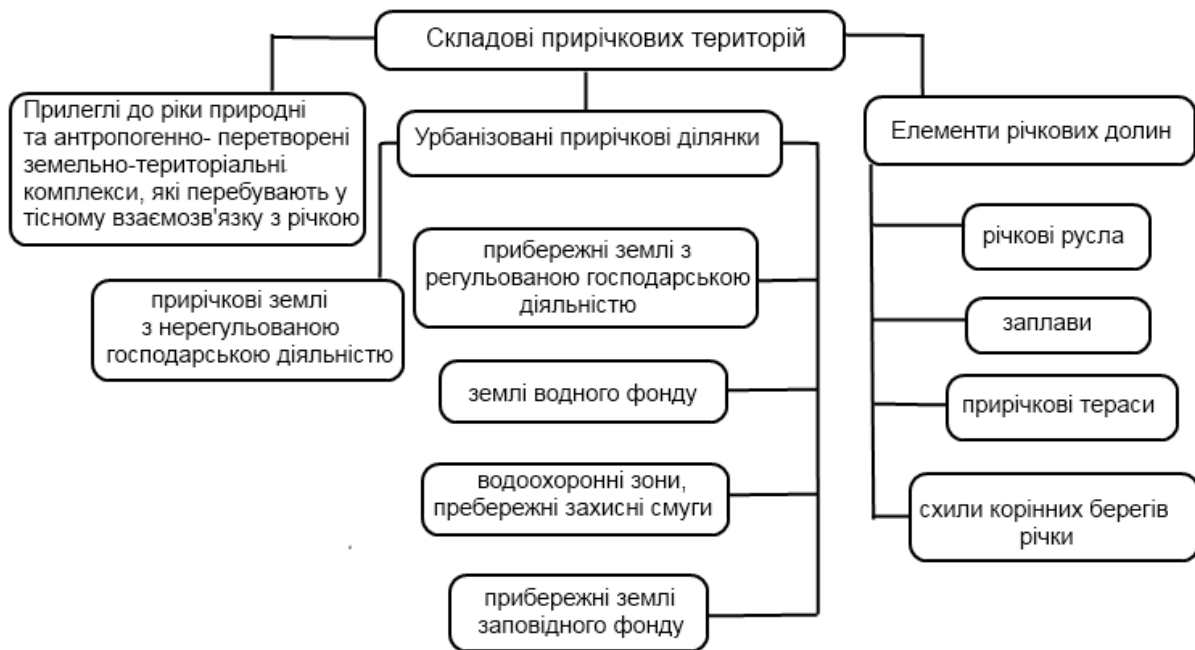 Складові прирічкових територій
Прилеглі до ріки природні
та антропогенно- перетворені
земельно-територіальні
комплекси, які перебувають у
тісному взаємозв'язку з річкою
Урбанізовані прирічкові ділянки
Елементи річкових долин
прирічкові землі
з нерегульованою
господарською діяльністю
прибережні землі з
регульованою господарською
діяльністю
землі водного фонду
водоохоронні зони,
пребережні захисні смуги
прибережні землі
заповідного фонду
річкові русла
заплави
прирічкові тераси
схили корінних берегів
річки